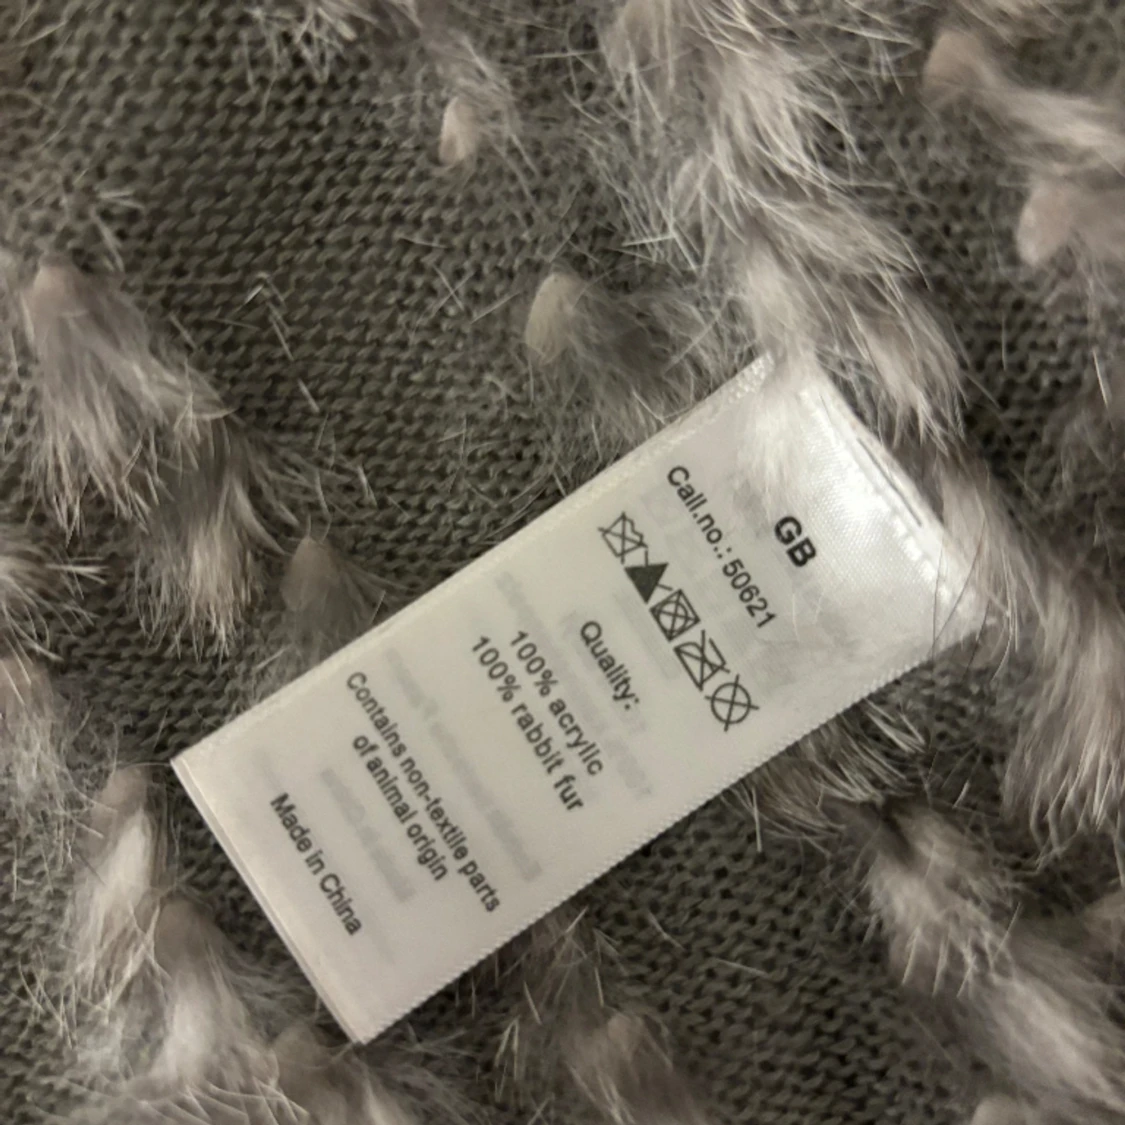 GB
Call.no.: 50621
Quality:
100% acrylic
100% rabbit fur
Contains non-textile parts
of animal origin
Made in China